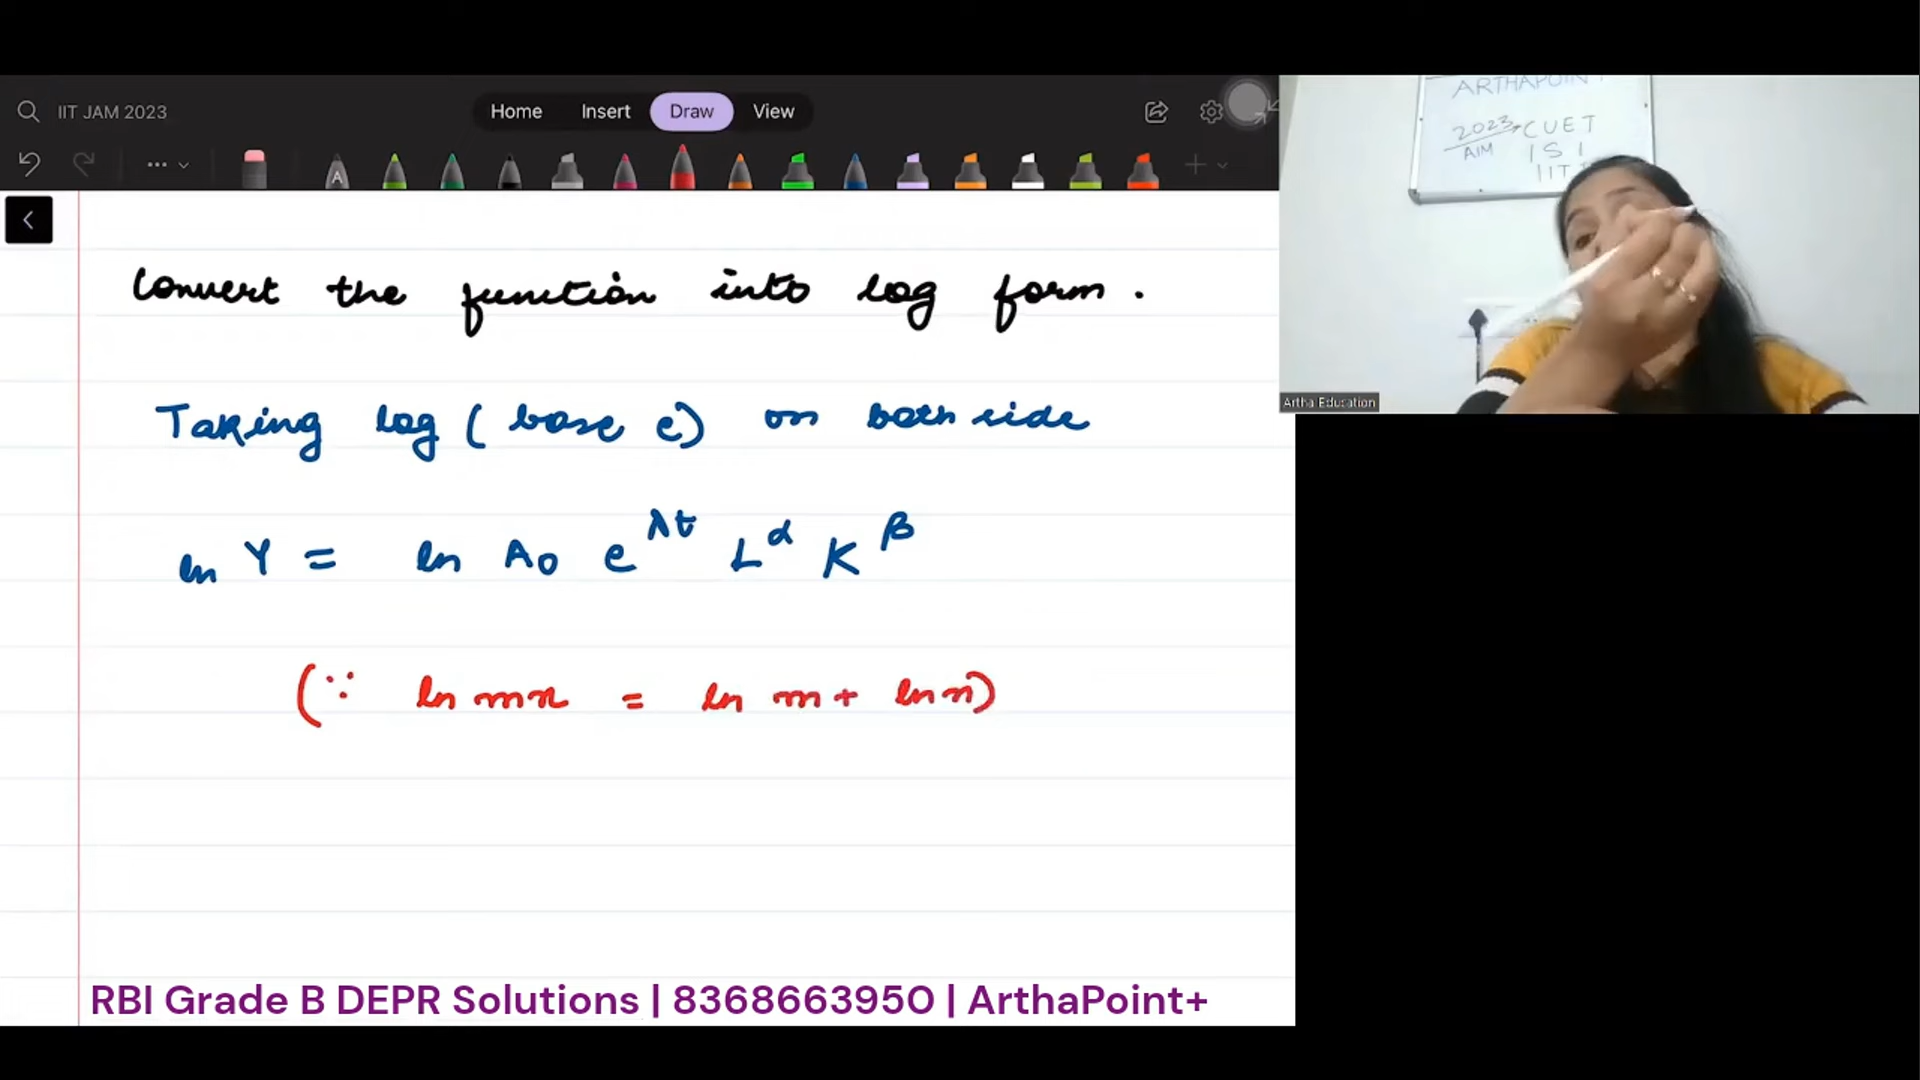 IIT JAM 2023
Home Insert Draw View
A
Convert the function into log form.
Taking log (base e) on both side
ln Y = ln A₀ e^λt L^α K^β
(∵ ln mn = ln m + ln n)
RBI Grade B DEPR Solutions | 8368663950 | ArthaPoint+
ARTHAPOINT
2023 CUET
AIM ISI
IIT
Artha Education